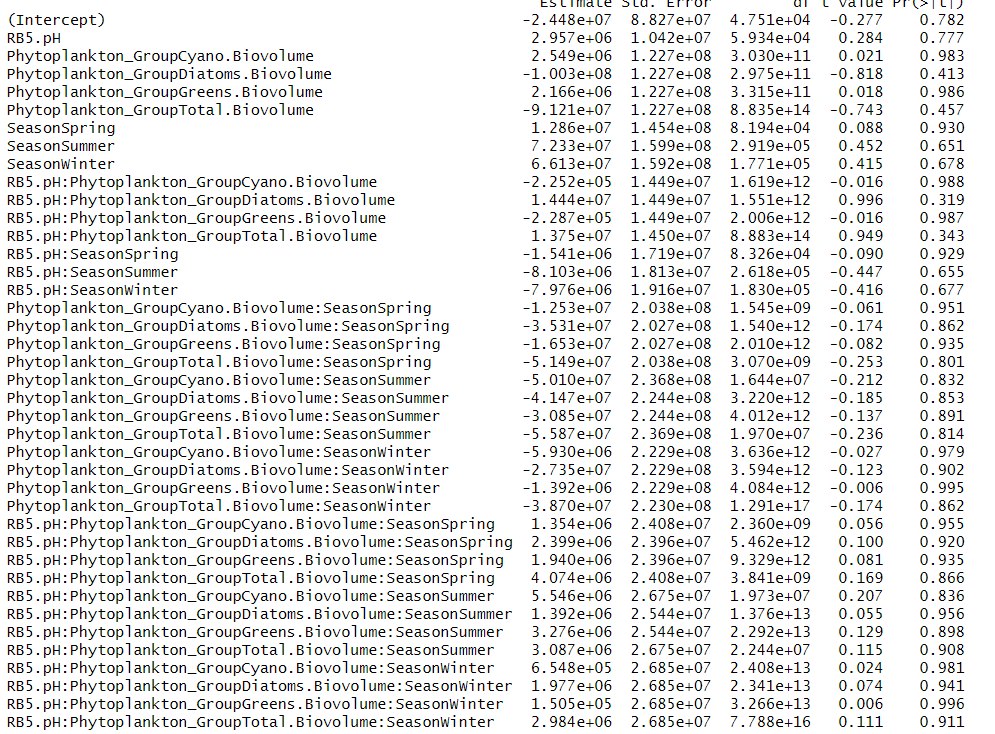 Estimate Std. Error df t value Pr(>|t|)
(Intercept) -2.448e+07 8.827e+07 4.751e+04 -0.277 0.782
RB5.pH 2.957e+06 1.042e+07 5.934e+04 0.284 0.777
Phytoplankton_GroupCyano.Biovolume 2.549e+06 1.227e+08 3.030e+11 0.021 0.983
Phytoplankton_GroupDiatoms.Biovolume -1.003e+08 1.227e+08 2.975e+11 -0.818 0.413
Phytoplankton_GroupGreens.Biovolume 2.166e+06 1.227e+08 3.315e+11 0.018 0.986
Phytoplankton_GroupTotal.Biovolume -9.121e+07 1.227e+08 8.835e+14 -0.743 0.457
SeasonSpring 1.286e+07 1.454e+08 8.194e+04 0.088 0.930
SeasonSummer 7.233e+07 1.599e+08 2.919e+05 0.452 0.651
SeasonWinter 6.613e+07 1.592e+08 1.771e+05 0.415 0.678
RB5.pH:Phytoplankton_GroupCyano.Biovolume -2.252e+05 1.449e+07 1.619e+12 -0.016 0.988
RB5.pH:Phytoplankton_GroupDiatoms.Biovolume 1.444e+07 1.449e+07 1.551e+12 0.996 0.319
RB5.pH:Phytoplankton_GroupGreens.Biovolume -2.287e+05 1.449e+07 2.006e+12 -0.016 0.987
RB5.pH:Phytoplankton_GroupTotal.Biovolume 1.375e+07 1.450e+07 8.883e+14 0.949 0.343
RB5.pH:SeasonSpring -1.541e+06 1.719e+07 8.326e+04 -0.090 0.929
RB5.pH:SeasonSummer -8.103e+06 1.813e+07 2.618e+05 -0.447 0.655
RB5.pH:SeasonWinter -7.976e+06 1.916e+07 1.830e+05 -0.416 0.677
Phytoplankton_GroupCyano.Biovolume:SeasonSpring -1.253e+07 2.038e+08 1.545e+09 -0.061 0.951
Phytoplankton_GroupDiatoms.Biovolume:SeasonSpring -3.531e+07 2.027e+08 1.540e+12 -0.174 0.862
Phytoplankton_GroupGreens.Biovolume:SeasonSpring -1.653e+07 2.027e+08 2.010e+12 -0.082 0.935
Phytoplankton_GroupTotal.Biovolume:SeasonSpring -5.149e+07 2.038e+08 3.070e+09 -0.253 0.801
Phytoplankton_GroupCyano.Biovolume:SeasonSummer -5.010e+07 2.368e+08 1.644e+07 -0.212 0.832
Phytoplankton_GroupDiatoms.Biovolume:SeasonSummer -4.147e+07 2.244e+08 3.220e+12 -0.185 0.853
Phytoplankton_GroupGreens.Biovolume:SeasonSummer -3.085e+07 2.244e+08 4.012e+12 -0.137 0.891
Phytoplankton_GroupTotal.Biovolume:SeasonSummer -5.587e+07 2.369e+08 1.970e+07 -0.236 0.814
Phytoplankton_GroupCyano.Biovolume:SeasonWinter -5.930e+06 2.229e+08 3.636e+12 -0.027 0.979
Phytoplankton_GroupDiatoms.Biovolume:SeasonWinter -2.735e+07 2.229e+08 3.594e+12 -0.123 0.902
Phytoplankton_GroupGreens.Biovolume:SeasonWinter -1.392e+06 2.229e+08 4.084e+12 -0.006 0.995
Phytoplankton_GroupTotal.Biovolume:SeasonWinter -3.870e+07 2.230e+08 1.291e+17 -0.174 0.862
RB5.pH:Phytoplankton_GroupCyano.Biovolume:SeasonSpring 1.354e+06 2.408e+07 2.360e+09 0.056 0.955
RB5.pH:Phytoplankton_GroupDiatoms.Biovolume:SeasonSpring 2.399e+06 2.396e+07 5.462e+12 0.100 0.920
RB5.pH:Phytoplankton_GroupGreens.Biovolume:SeasonSpring 1.940e+06 2.396e+07 9.329e+12 0.081 0.935
RB5.pH:Phytoplankton_GroupTotal.Biovolume:SeasonSpring 4.074e+06 2.408e+07 3.841e+09 0.169 0.866
RB5.pH:Phytoplankton_GroupCyano.Biovolume:SeasonSummer 5.546e+06 2.675e+07 1.973e+07 0.207 0.836
RB5.pH:Phytoplankton_GroupDiatoms.Biovolume:SeasonSummer 1.392e+06 2.544e+07 1.376e+13 0.055 0.956
RB5.pH:Phytoplankton_GroupGreens.Biovolume:SeasonSummer 3.276e+06 2.544e+07 2.292e+13 0.129 0.898
RB5.pH:Phytoplankton_GroupTotal.Biovolume:SeasonSummer 3.087e+06 2.675e+07 2.244e+07 0.115 0.908
RB5.pH:Phytoplankton_GroupCyano.Biovolume:SeasonWinter 6.548e+05 2.685e+07 2.408e+13 0.024 0.981
RB5.pH:Phytoplankton_GroupDiatoms.Biovolume:SeasonWinter 1.977e+06 2.685e+07 2.341e+13 0.074 0.941
RB5.pH:Phytoplankton_GroupGreens.Biovolume:SeasonWinter 1.505e+05 2.685e+07 3.266e+13 0.006 0.996
RB5.pH:Phytoplankton_GroupTotal.Biovolume:SeasonWinter 2.984e+06 2.685e+07 7.788e+16 0.111 0.911